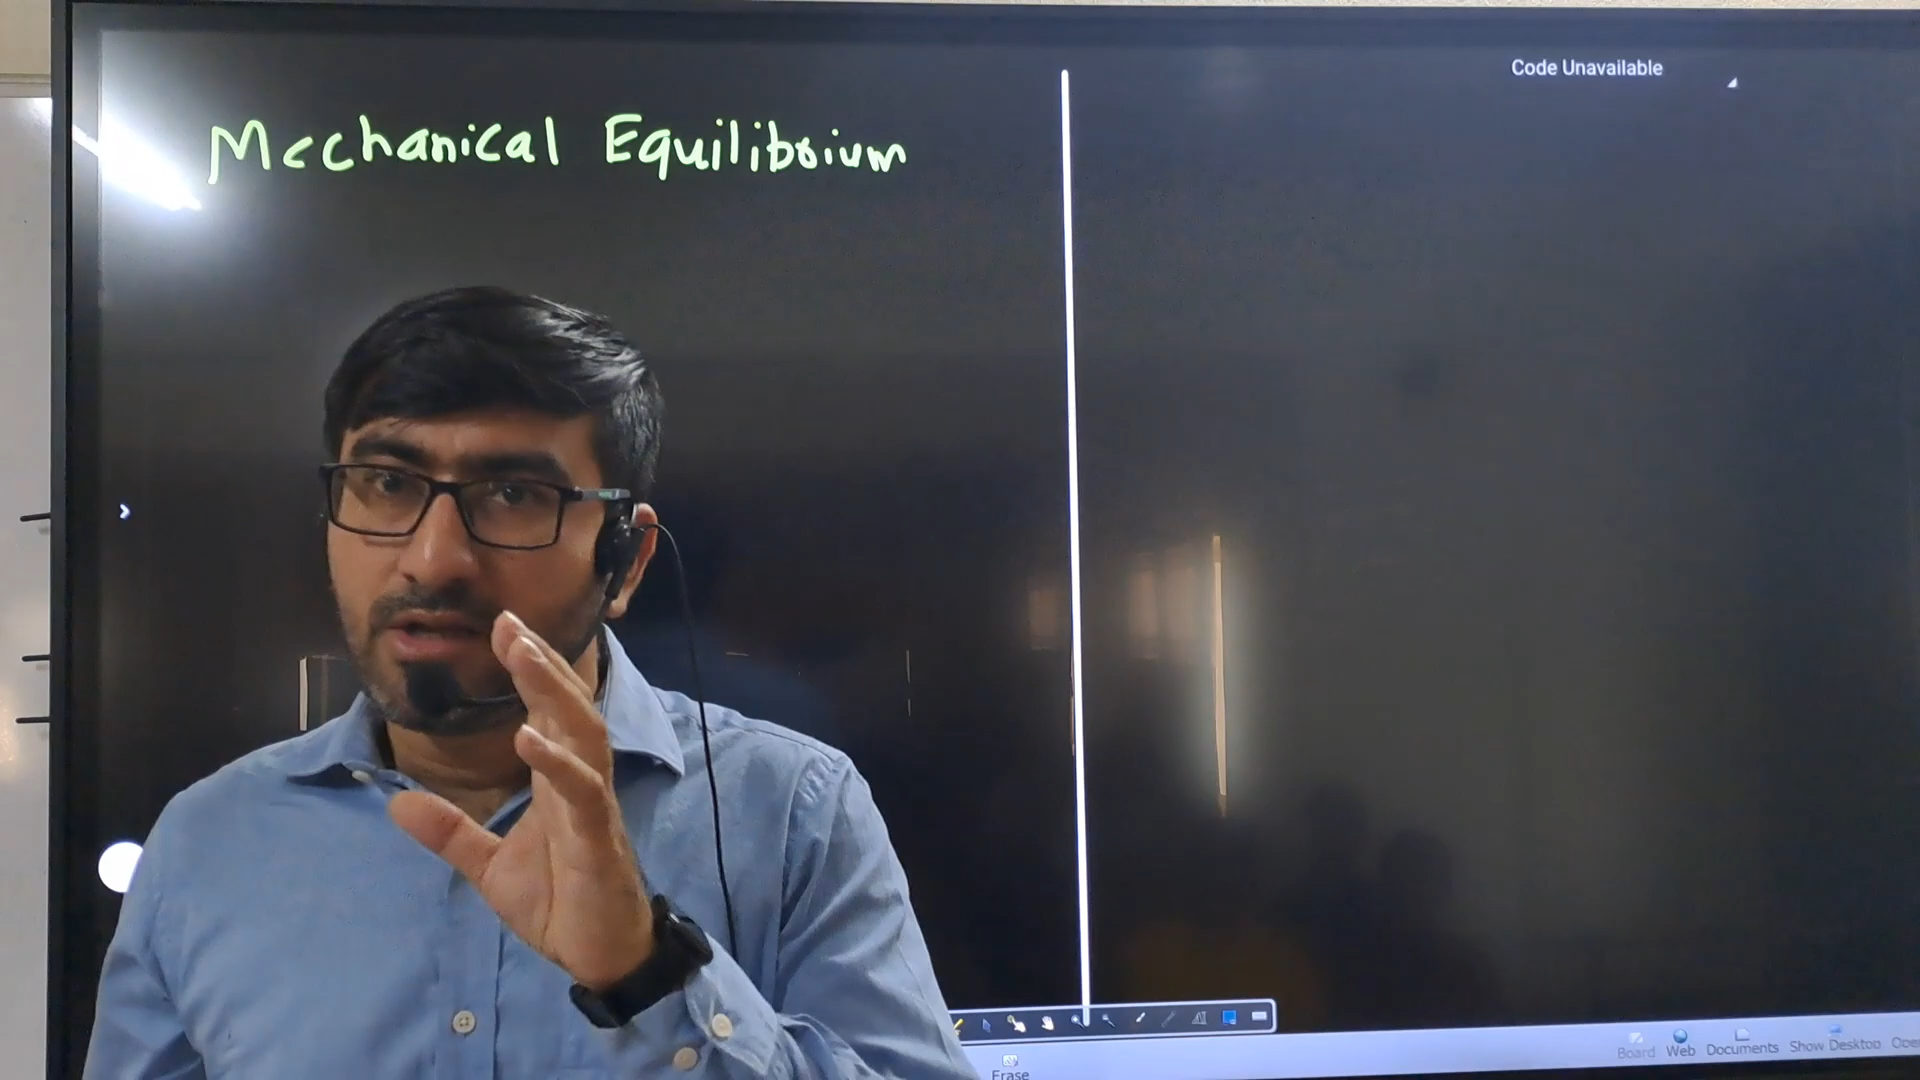 Code Unavailable
Mechanical Equilibrium
Board Web Documents Show Desktop
Erase